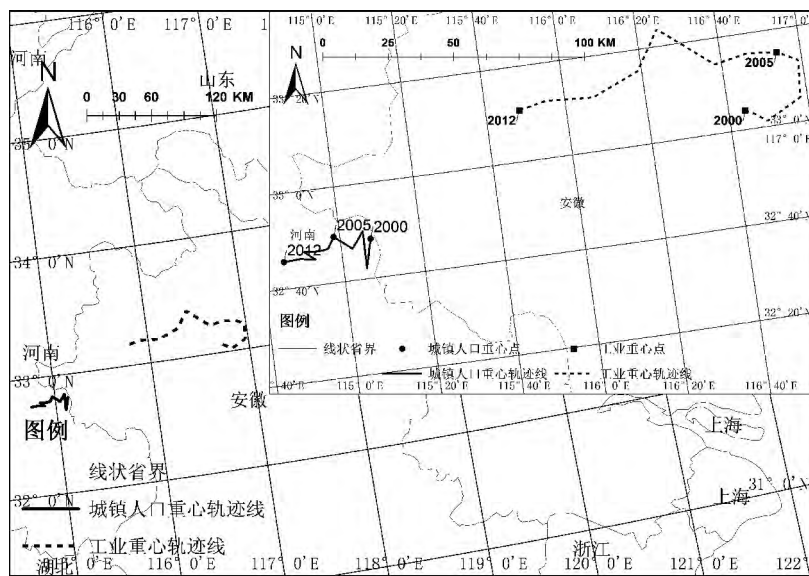 116° 0'E 117° 0'E
河南
N
山东
0 30 60 120 KM
35° 0'N
34° 0'N
河南
33° 0'N
安徽
图例
线状省界
32° 0'N
城镇人口重心轨迹线
工业重心轨迹线
湖北
0'E 116° 0'E 117° 0'E 118° 0'E 119° 0'E 120° 0'E 121° 0'E 122°
上海
上海
31° 0'N
浙江
115° 0'E 115° 20'E 115° 40'E 116° 0'E 116° 20'E 116° 40'E 117° 0'E
N
0 25 50 100 KM
33° 20'N
2005
2012
2000
33° 0'N
117° 0'E
33° 0'N
安徽
32° 40'N
河南
2005 2000
2012
32° 40'N
32° 20'N
图例
线状省界 城镇人口重心点 工业重心点
城镇人口重心轨迹线 工业重心轨迹线
40'E 115° 0'E 115° 20'E 115° 40'E 116° 0'E 116° 20'E 116° 40'E